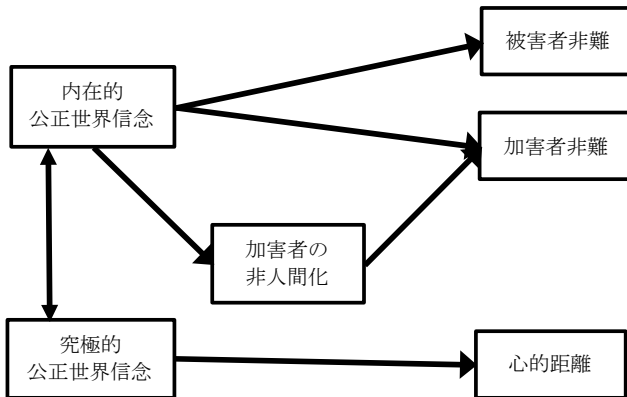 被害者非難
内在的
公正世界信念
加害者非難
加害者の
非人間化
究極的
公正世界信念
心的距離